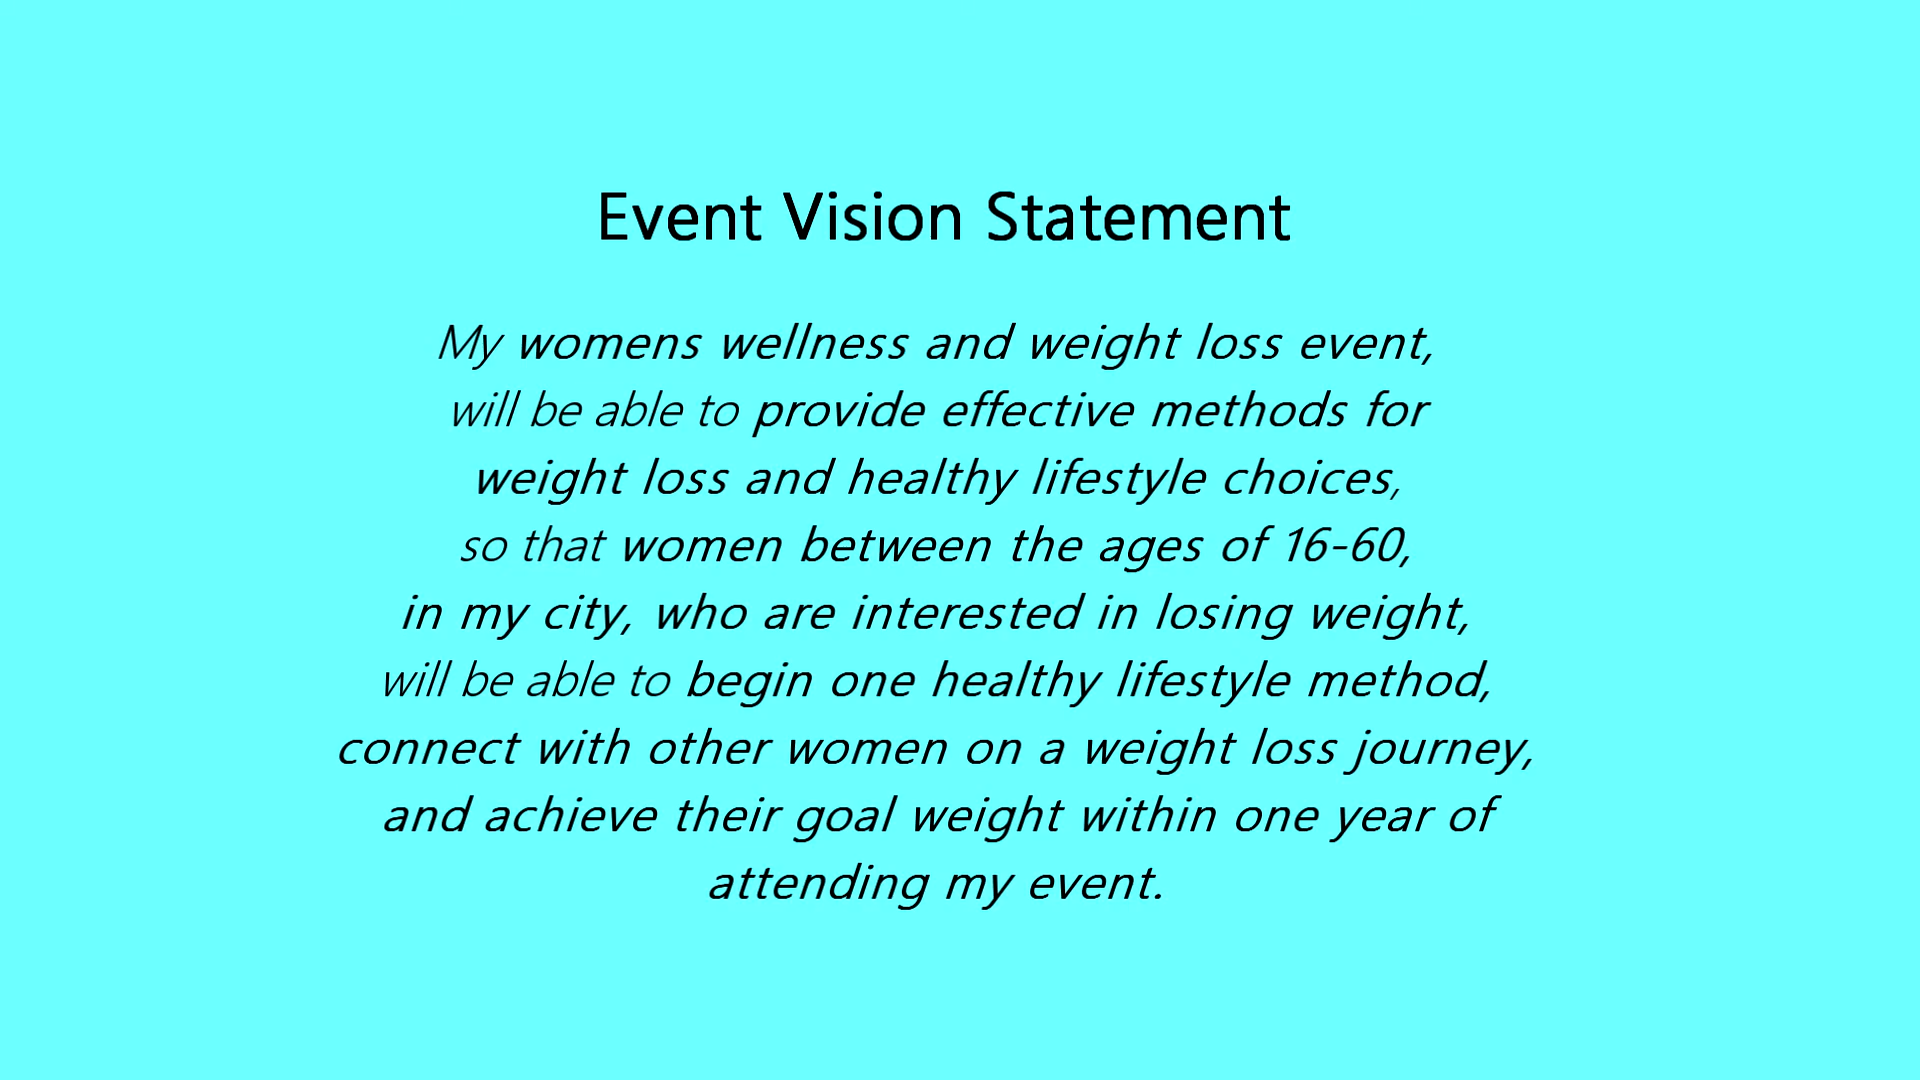 Event Vision Statement
My womens wellness and weight loss event,
will be able to provide effective methods for
weight loss and healthy lifestyle choices,
so that women between the ages of 16-60,
in my city, who are interested in losing weight,
will be able to begin one healthy lifestyle method,
connect with other women on a weight loss journey,
and achieve their goal weight within one year of
attending my event.